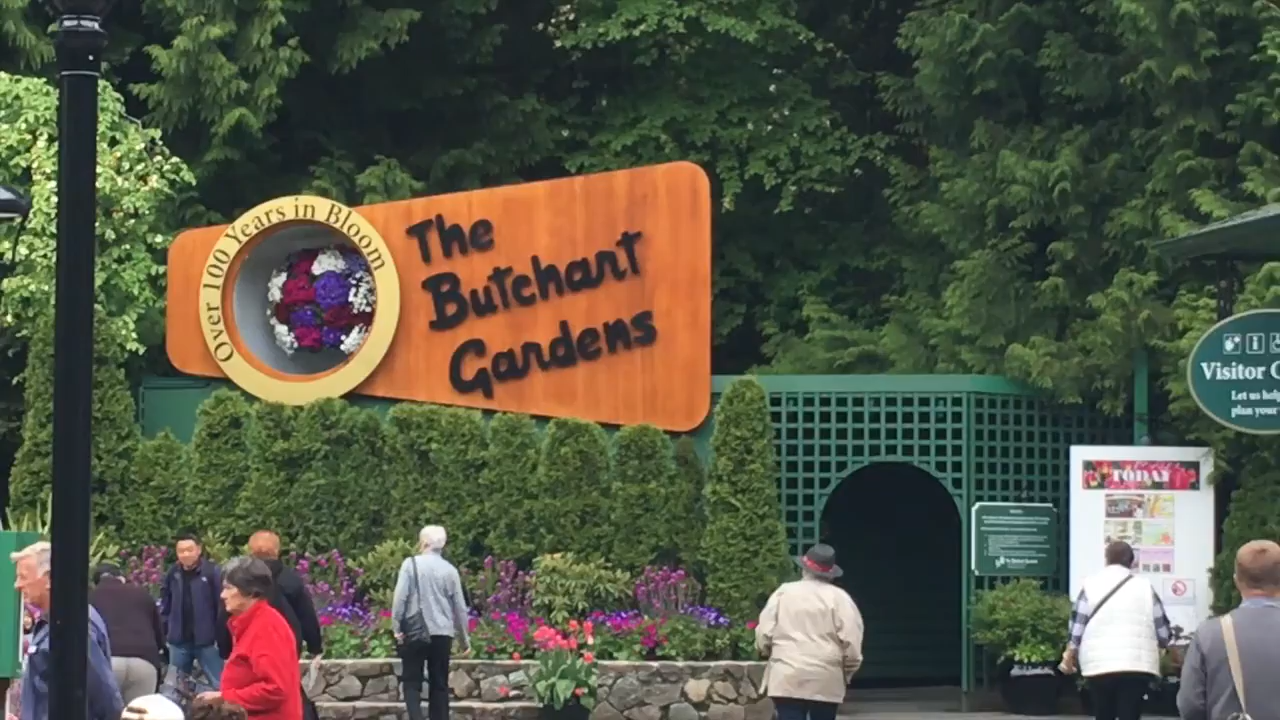 Over 100 Years in Bloom
The
Butchart
Gardens
Visitor
Let us help
plan your
TODAY